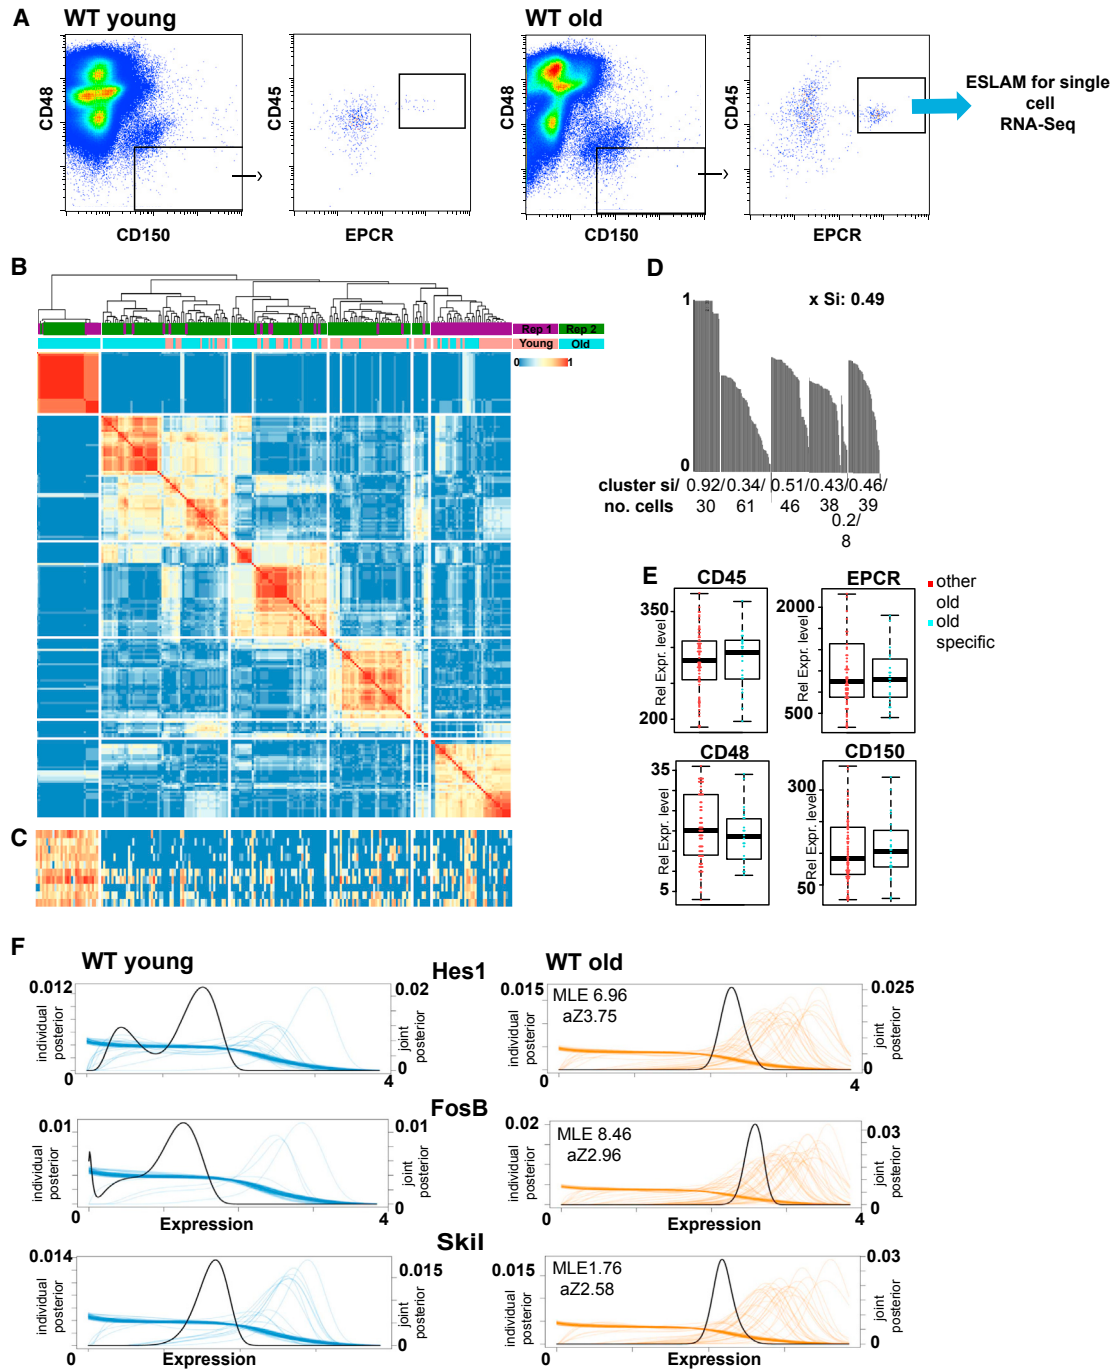 A
WT young
WT old
CD48
CD45
CD48
CD45
ESLAM for single
cell
RNA-Seq
CD150
EPCR
CD150
EPCR
B
Rep 1
Rep 2
Young
Old
0
1
C
D
x Si: 0.49
1
0
cluster si/
no. cells
0.92/
30
0.34/
61
0.51/
46
0.43/
38
0.2/
8
0.46/
39
E
CD45
350
200
Rel Expr. level
EPCR
2000
500
Rel Expr. level
other
old
old
specific
CD48
35
5
Rel Expr. level
CD150
300
50
Rel Expr. level
F
WT young
Hes1
WT old
0.012
individual
posterior
0
4
0.02
0
joint
posterior
0.015
MLE 6.96
aZ3.75
individual
posterior
0
4
0.025
0
joint
posterior
FosB
0.01
individual
posterior
0
Expression
4
0.01
0
joint
posterior
0.02
MLE 8.46
aZ2.96
individual
posterior
0
Expression
4
0.03
0
joint
posterior
Skil
0.014
individual
posterior
0
Expression
4
0.015
0
joint
posterior
0.015
MLE1.76
aZ2.58
individual
posterior
0
Expression
4
0.03
0
joint
posterior